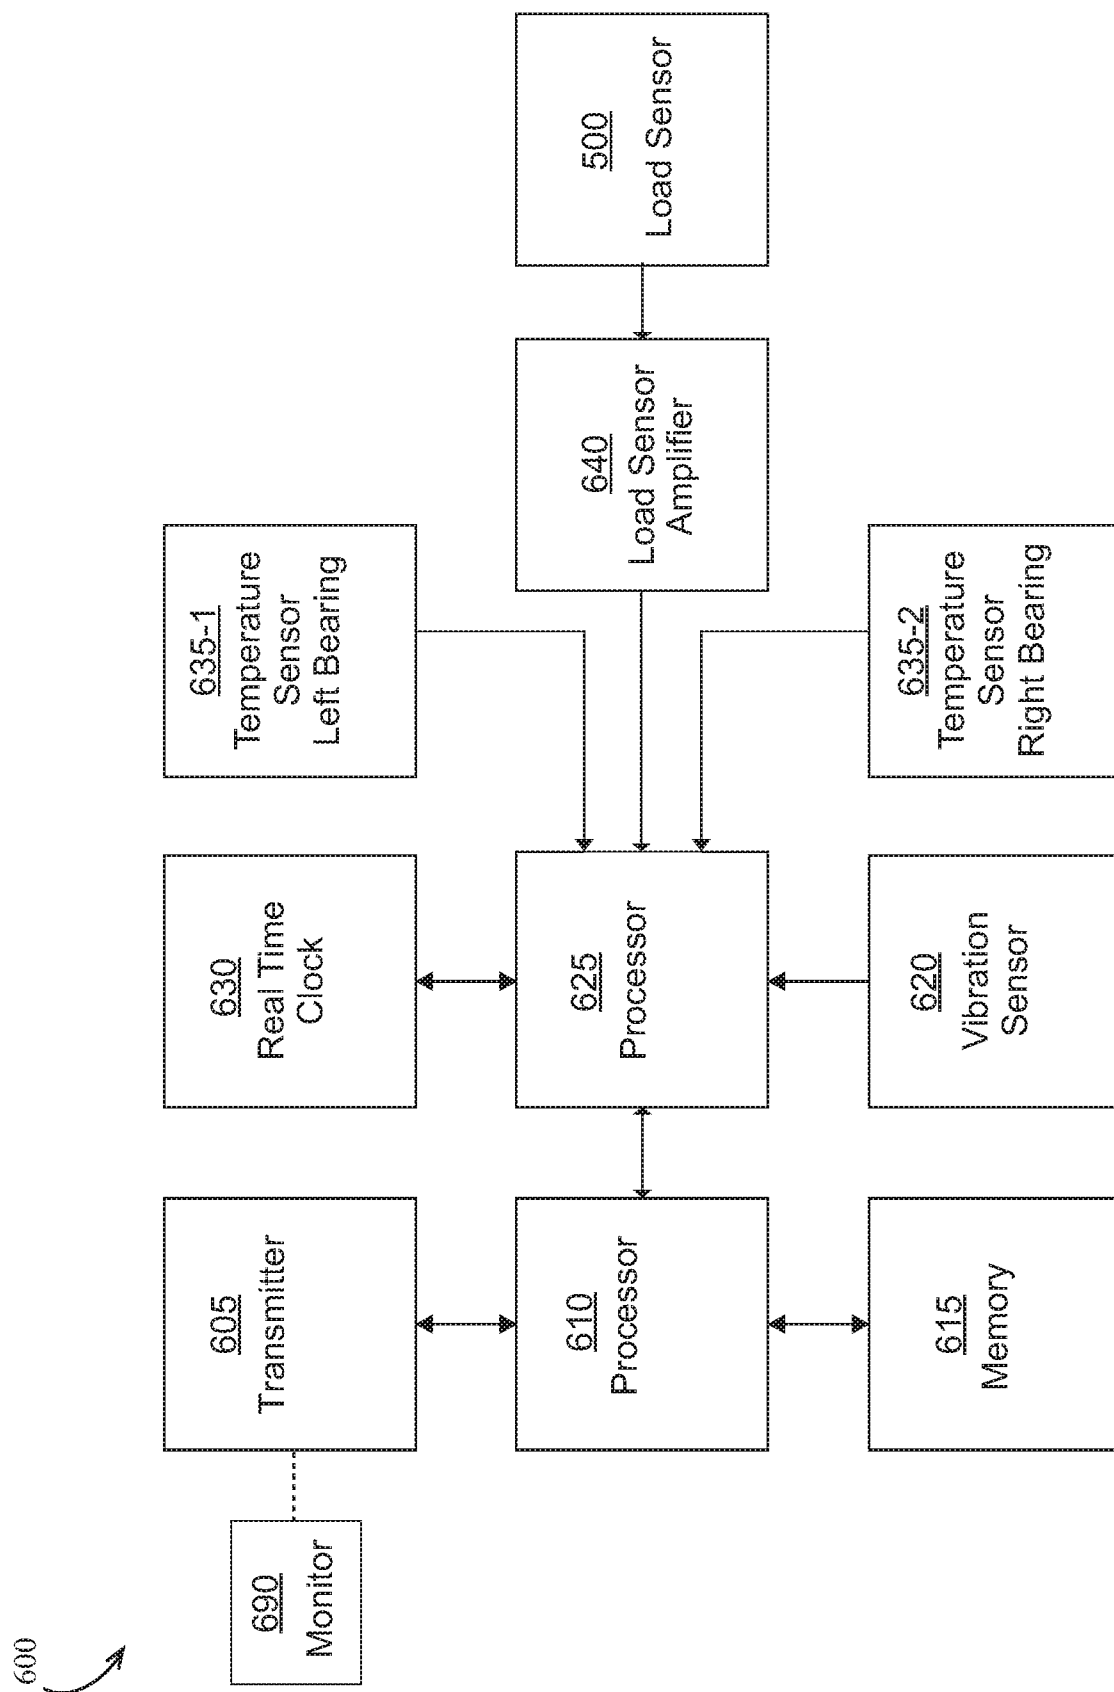 600
690
Monitor
605
Transmitter
630
Real Time
Clock
635-1
Temperature
Sensor
Left Bearing
610
Processor
625
Processor
640
Load Sensor
Amplifier
500
Load Sensor
615
Memory
620
Vibration
Sensor
635-2
Temperature
Sensor
Right Bearing